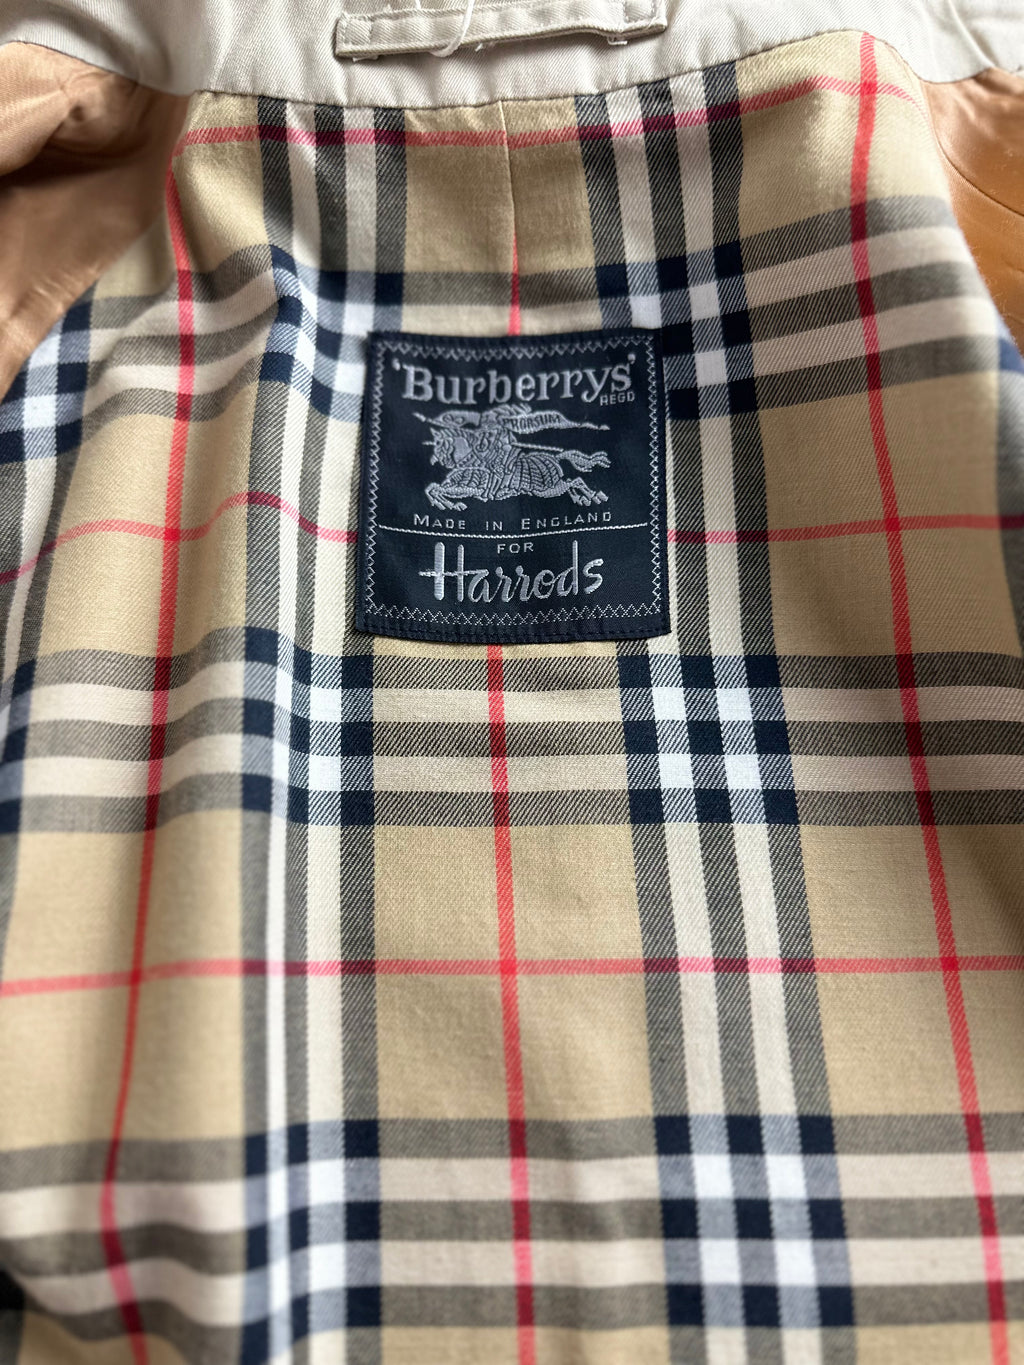 'Burberrys'
REGD
PRORSUM
MADE IN ENGLAND
FOR
Harrods